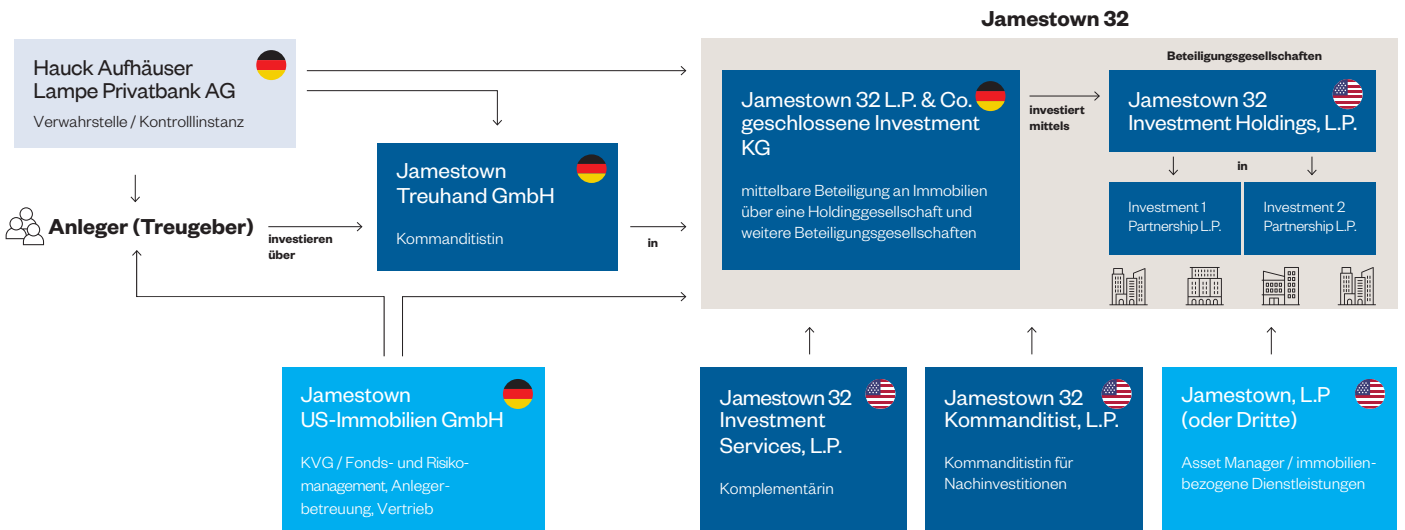 Jamestown 32
Hauck Aufhäuser
Lampe Privatbank AG
Verwahrstelle / Kontrolllinstanz
Anleger (Treugeber)
investieren
über
Jamestown
Treuhand GmbH
Kommanditistin
in
Jamestown 32 L.P. & Co.
geschlossene Investment
KG
mittelbare Beteiligung an Immobilien
über eine Holdinggesellschaft und
weitere Beteiligungsgesellschaften
investiert
mittels
Beteiligungsgesellschaften
Jamestown 32
Investment Holdings, L.P.
in
Investment 1
Partnership L.P.
Investment 2
Partnership L.P.
Jamestown
US-Immobilien GmbH
KVG / Fonds- und Risiko-
management, Anleger-
betreuung, Vertrieb
Jamestown 32
Investment
Services, L.P.
Komplementärin
Jamestown 32
Kommanditist, L.P.
Kommanditistin für
Nachinvestitionen
Jamestown, L.P
(oder Dritte)
Asset Manager / immobilien-
bezogene Dienstleistungen